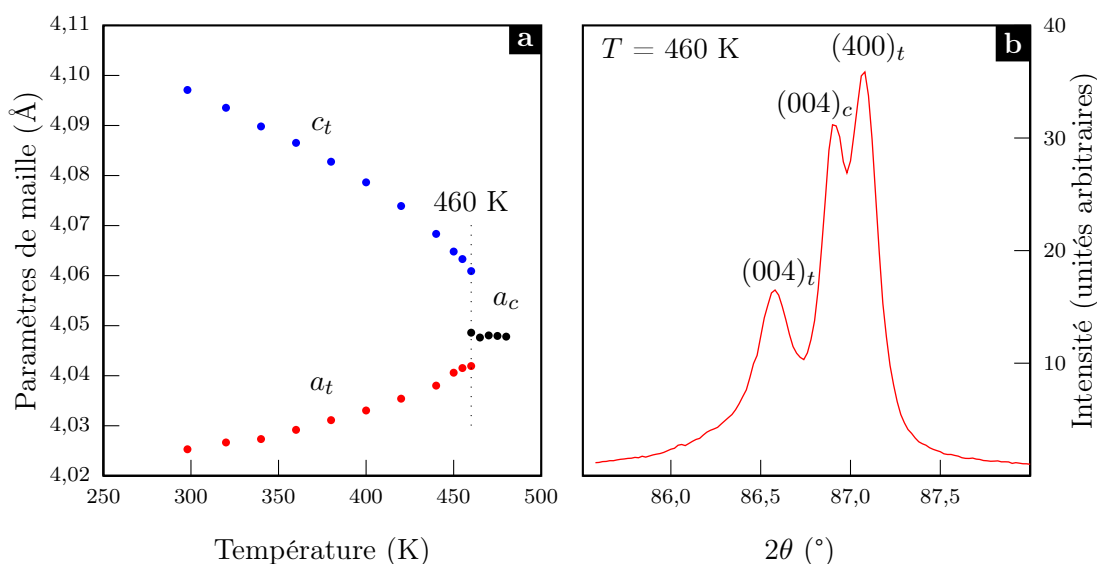 4,11
4,10
4,09
4,08
4,07
4,06
4,05
4,04
4,03
4,02
250
300
350
400
450
500
Paramètres de maille (Å)
Température (K)
a
c_t
460 K
a_c
a_t
T = 460 K
b
(400)_t
(004)_c
(004)_t
40
30
20
10
86,0
86,5
87,0
87,5
Intensité (unités arbitraires)
2θ (°)